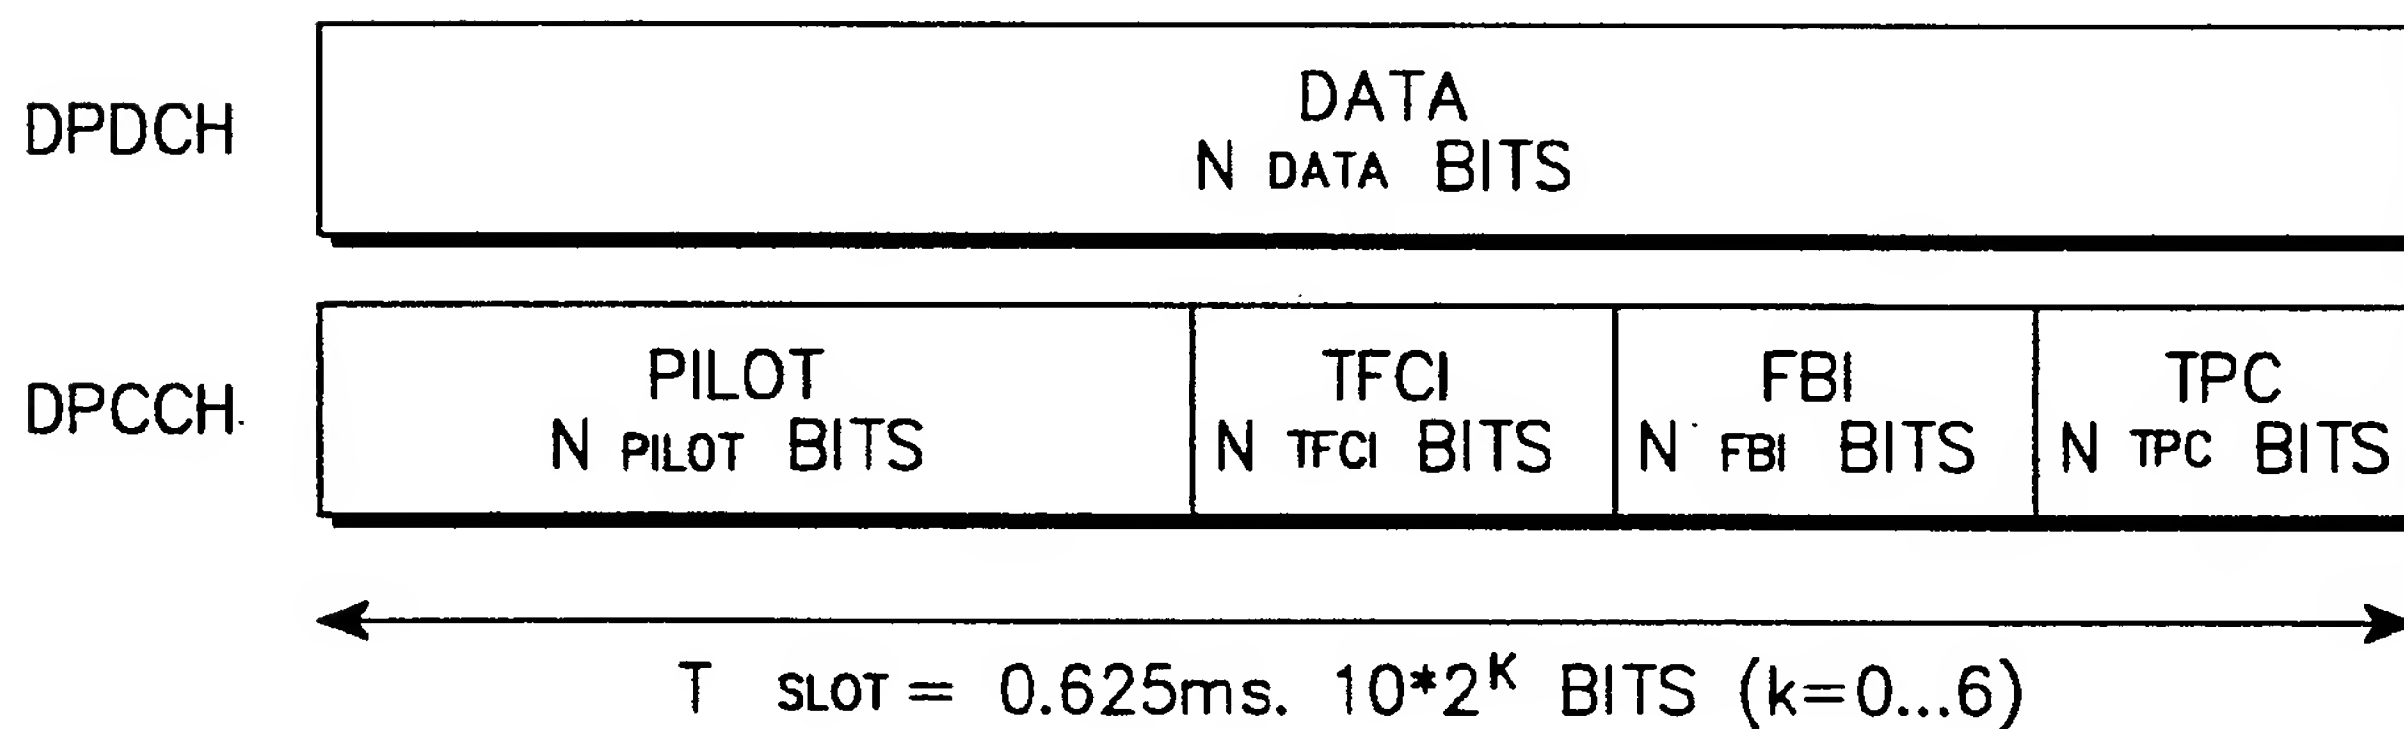 DPDCH
DATA
N DATA BITS
DPCCH
PILOT
N PILOT BITS
TFCI
N TFCI BITS
FBI
N FBI BITS
TPC
N TPC BITS
T SLOT = 0.625ms. 10*2^K BITS (k=0...6)